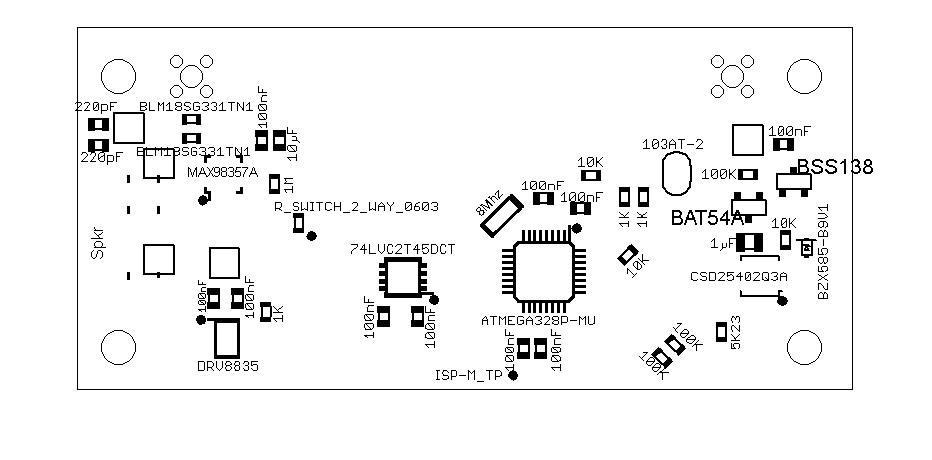 220pF
BLM18SG331TN1
100nF
10µF
220pF
BLM18SG331TN1
MAX98357A
1M
R_SWITCH_2_WAY_0603
Spkr
74LVC2T45DCT
100nF
100nF
1K
DRV8835
100nF
100nF
8Mhz
100nF
100nF
10K
1K
1K
10K
ATMEGA328P-MU
100nF
100nF
ISP-M_TP
103AT-2
100nF
100K
BSS138
BAT54A
10K
1µF
BZX585-B9V1
CSD25402Q3A
5K23
100K
100K